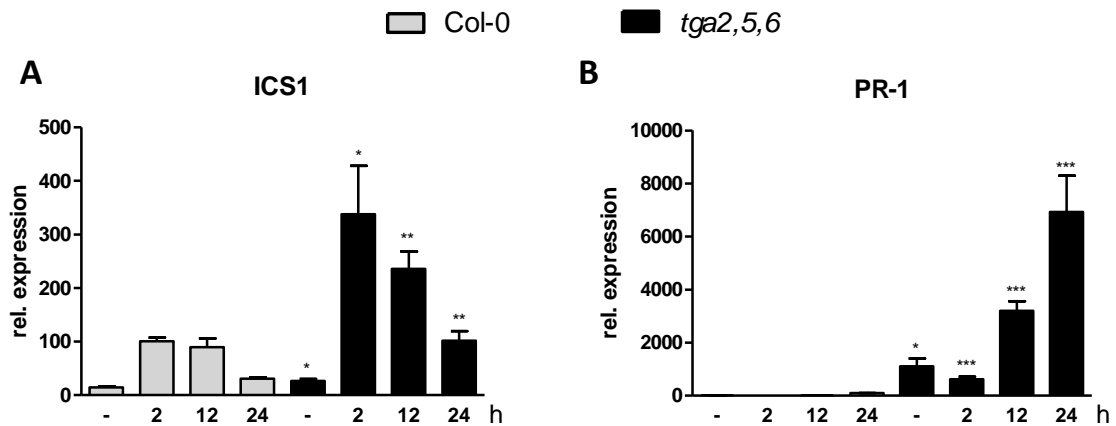 Col-0 tga2,5,6
A
ICS1
rel. expression
500
400
300
200
100
0
*
**
**
*
- 2 12 24 - 2 12 24 h
B
PR-1
rel. expression
10000
8000
6000
4000
2000
0
*
***
***
***
- 2 12 24 - 2 12 24 h